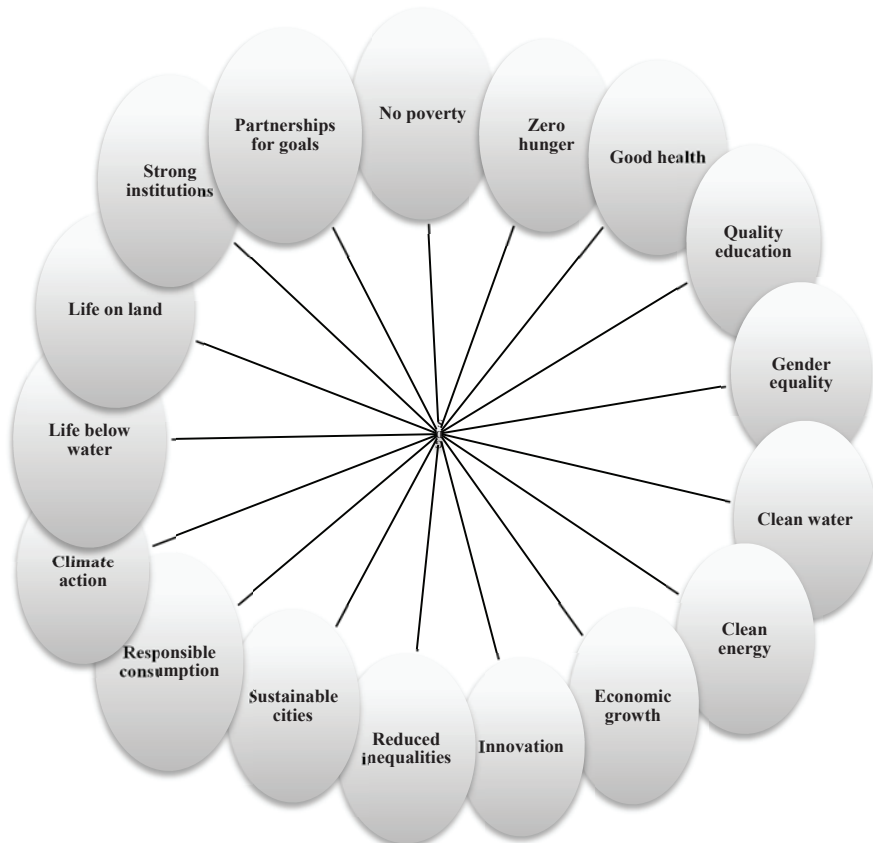 No poverty
Zero
hunger
Good health
Quality
education
Gender
equality
Clean water
Clean
energy
Economic
growth
Innovation
Reduced
inequalities
Sustainable
cities
Responsible
consumption
Climate
action
Life below
water
Life on land
Strong
institutions
Partnerships
for goals